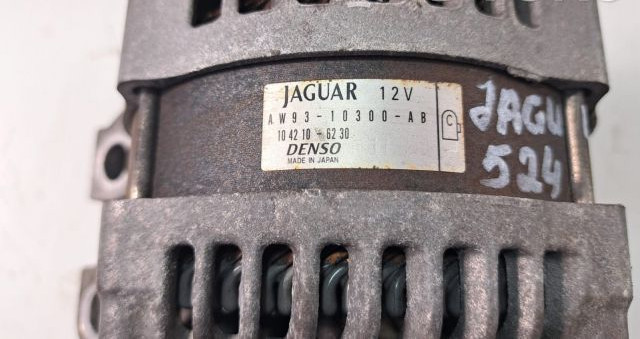 JAGUAR 12V
AW93-10300-AB
104210-6230
C
DENSO
MADE IN JAPAN
JAGU
524